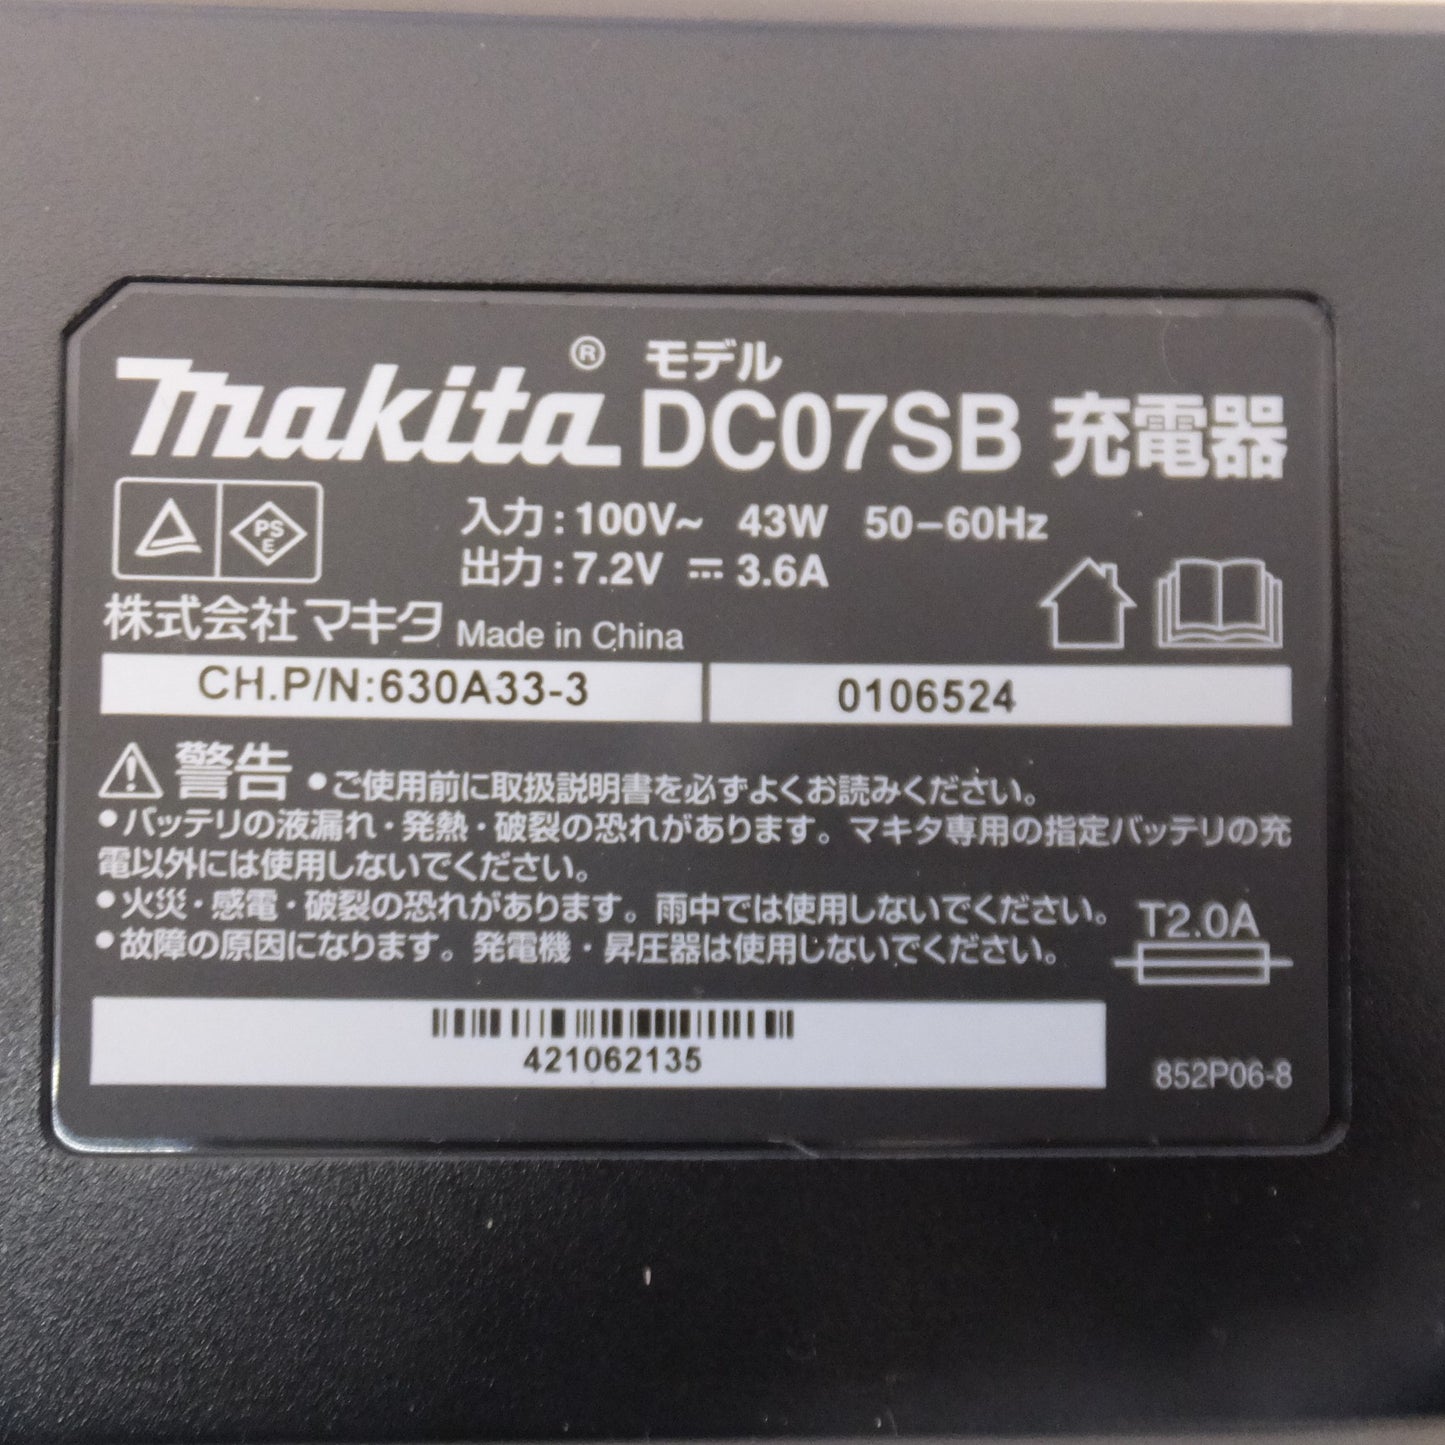 makita® モデル DC07SB 充電器
PSE
入力:100V~ 43W 50-60Hz
出力:7.2V ⎓ 3.6A
株式会社 マキタ Made in China
CH.P/N:630A33-3 0106524
⚠ 警告 •ご使用前に取扱説明書を必ずよくお読みください。
•バッテリの液漏れ・発熱・破裂の恐れがあります。マキタ専用の指定バッテリの充
電以外には使用しないでください。
•火災・感電・破裂の恐れがあります。雨中では使用しないでください。
•故障の原因になります。発電機・昇圧器は使用しないでください。
T2.0A
421062135
852P06-8